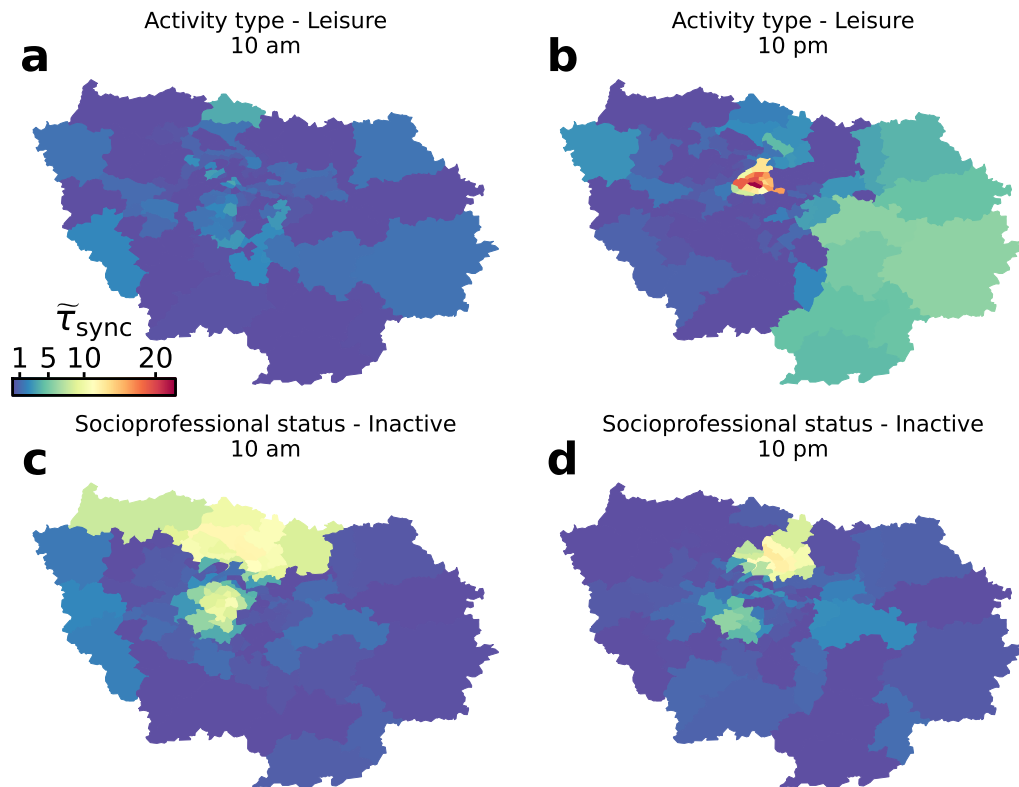 Activity type - Leisure
10 am
a
Activity type - Leisure
10 pm
b
τ̃sync
1 5 10 20
Socioprofessional status - Inactive
10 am
c
Socioprofessional status - Inactive
10 pm
d